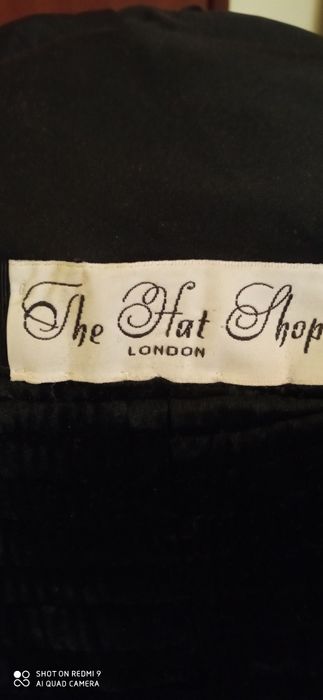 The Hat Shop
LONDON
SHOT ON REDMI 9
AI QUAD CAMERA